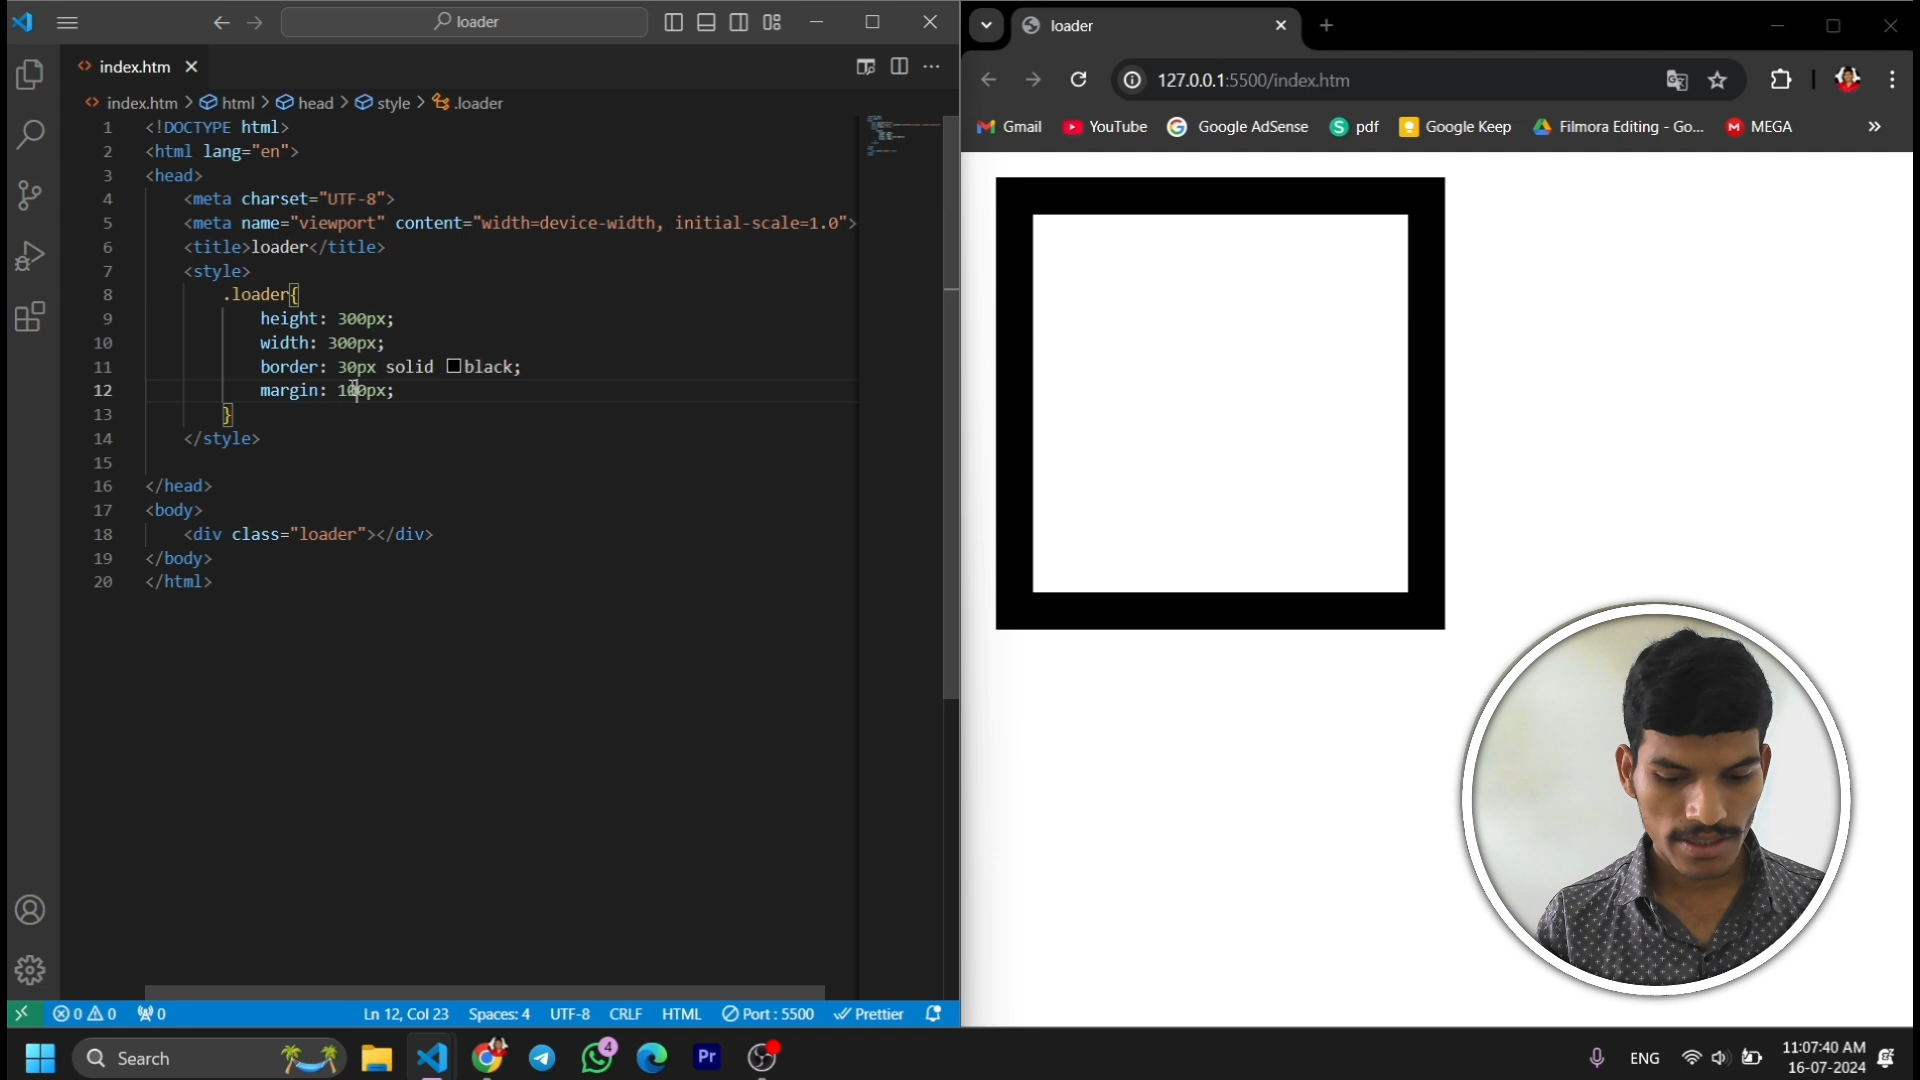 loader
index.htm
index.htm > html > head > style > .loader
1 <!DOCTYPE html>
2 <html lang="en">
3 <head>
4 <meta charset="UTF-8">
5 <meta name="viewport" content="width=device-width, initial-scale=1.0">
6 <title>loader</title>
7 <style>
8 .loader{
9 height: 300px;
10 width: 300px;
11 border: 30px solid black;
12 margin: 100px;
13 }
14 </style>
15
16 </head>
17 <body>
18 <div class="loader"></div>
19 </body>
20 </html>
0 0 0 Ln 12, Col 23 Spaces: 4 UTF-8 CRLF HTML Port : 5500 Prettier
loader
127.0.0.1:5500/index.htm
Gmail YouTube Google AdSense pdf Google Keep Filmora Editing - Go... MEGA
Search
4
Pr
ENG
11:07:40 AM
16-07-2024